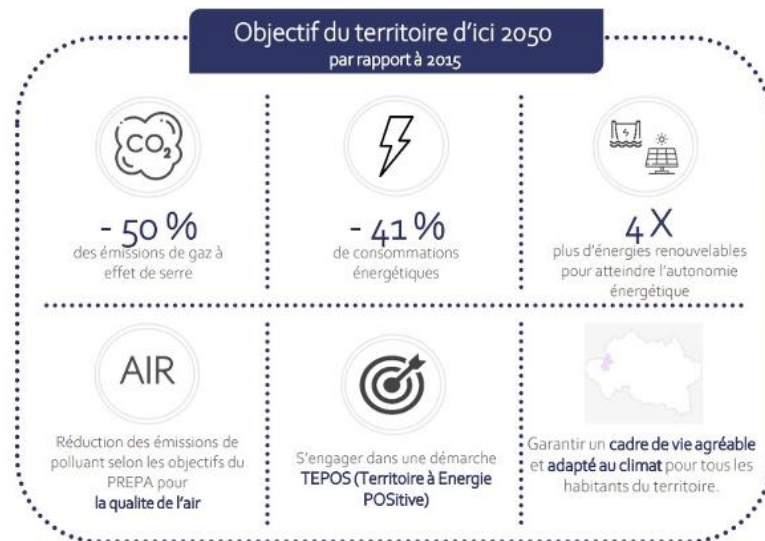 Objectif du territoire d'ici 2050
par rapport à 2015
CO2
- 50 %
des émissions de gaz à
effet de serre
- 41 %
de consommations
énergétiques
4 X
plus d'énergies renouvelables
pour atteindre l'autonomie
énergétique
AIR
Réduction des émissions de
polluant selon les objectifs du
PREPA pour
la qualite de l'air
S'engager dans une démarche
TEPOS (Territoire à Energie
POSitive)
Garantir un cadre de vie agréable
et adapté au climat pour tous les
habitants du territoire.